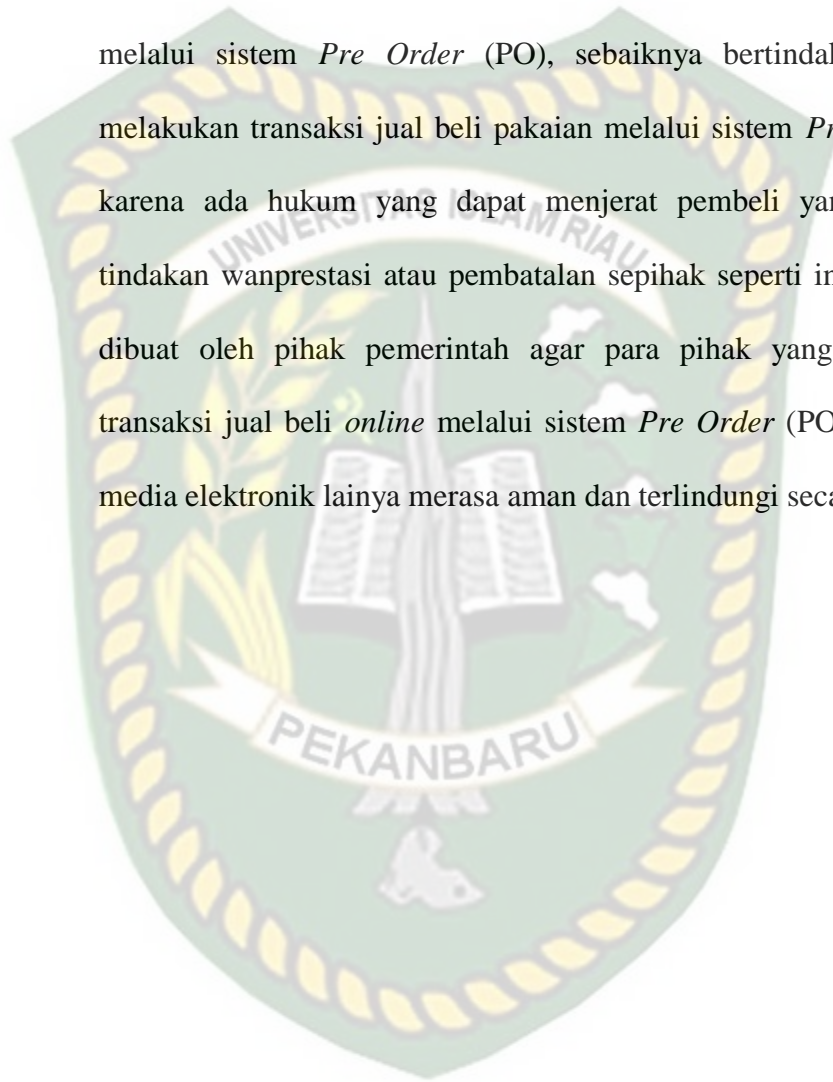 melalui sistem Pre Order (PO), sebaiknya bertindak
melakukan transaksi jual beli pakaian melalui sistem Pr
karena ada hukum yang dapat menjerat pembeli yan
tindakan wanprestasi atau pembatalan sepihak seperti in
dibuat oleh pihak pemerintah agar para pihak yang
transaksi jual beli online melalui sistem Pre Order (PO
media elektronik lainya merasa aman dan terlindungi seca
UNIVERSITAS ISLAM RIAU
PEKANBARU